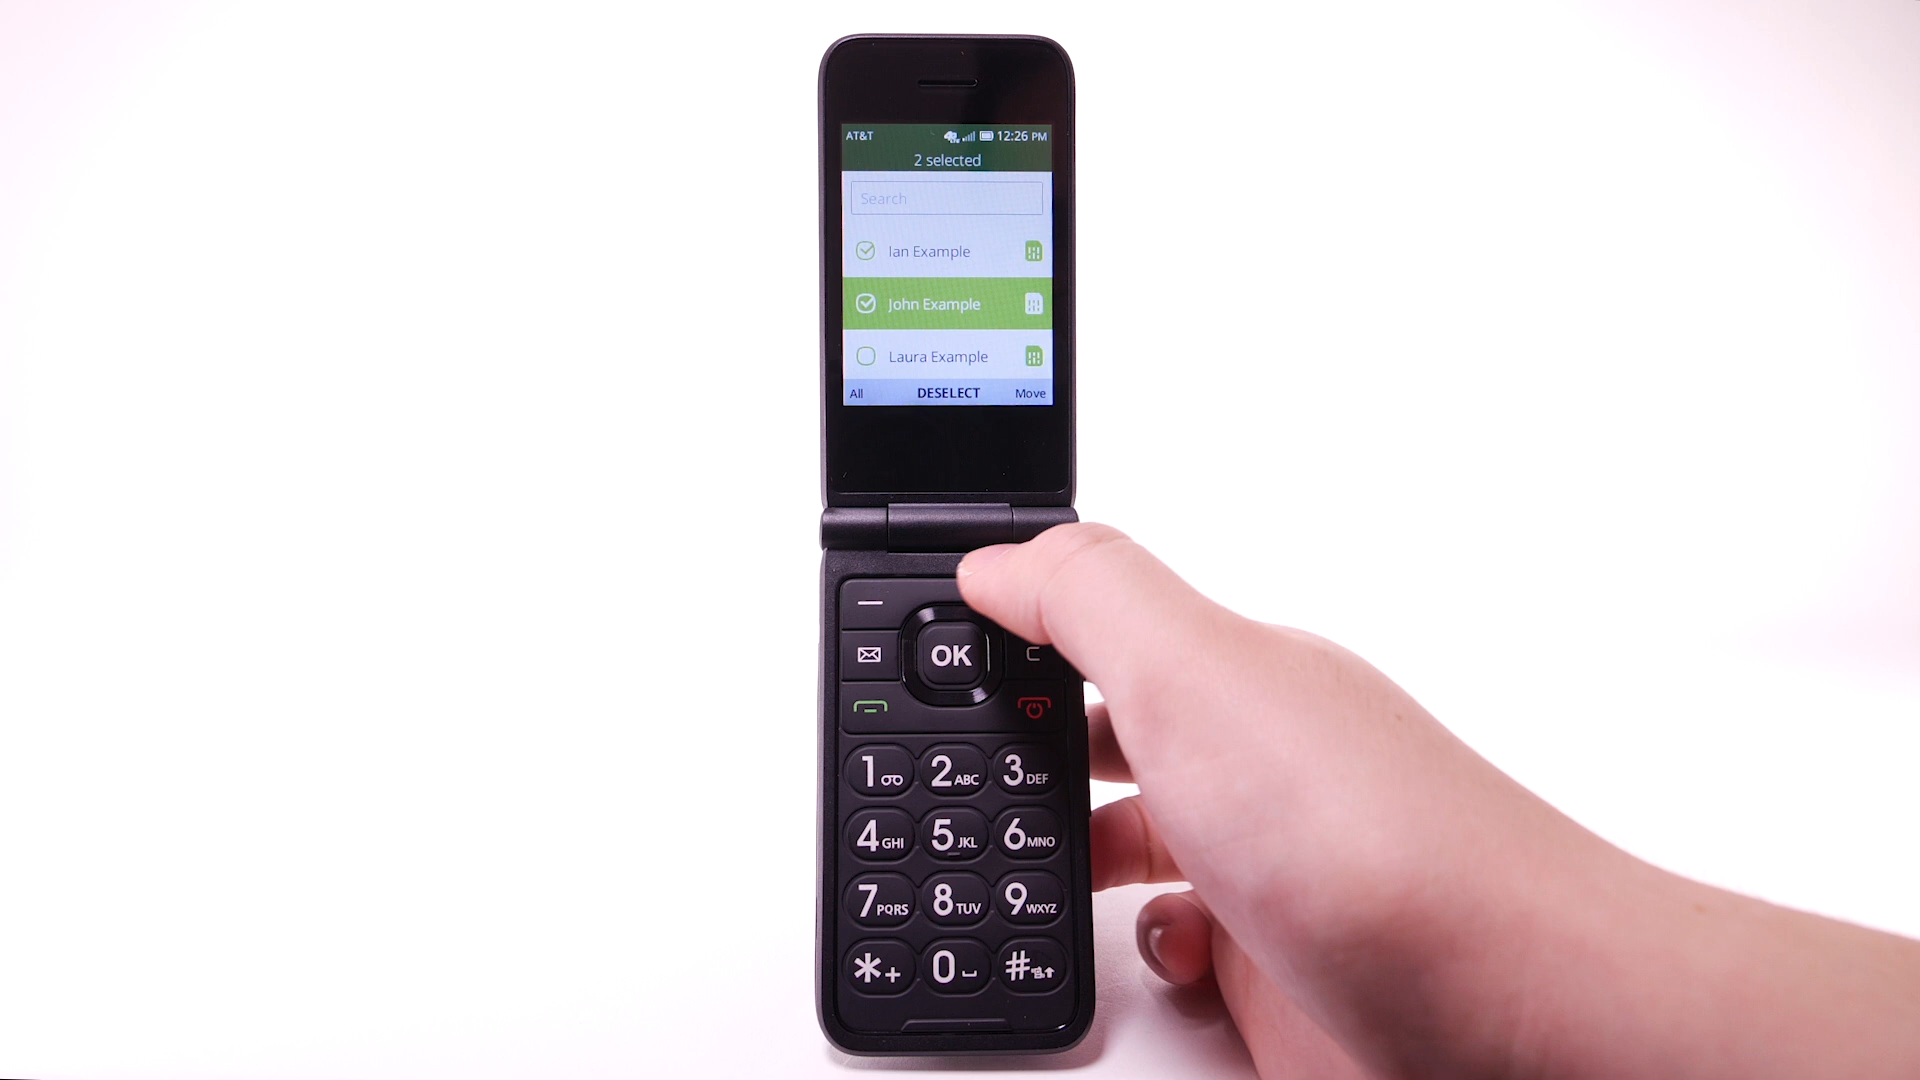 AT&T 12:26 PM
2 selected
Search
Ian Example
John Example
Laura Example
All DESELECT Move
OK
C
1 2 ABC 3 DEF
4 GHI 5 JKL 6 MNO
7 PQRS 8 TUV 9 WXYZ
*+ 0 #